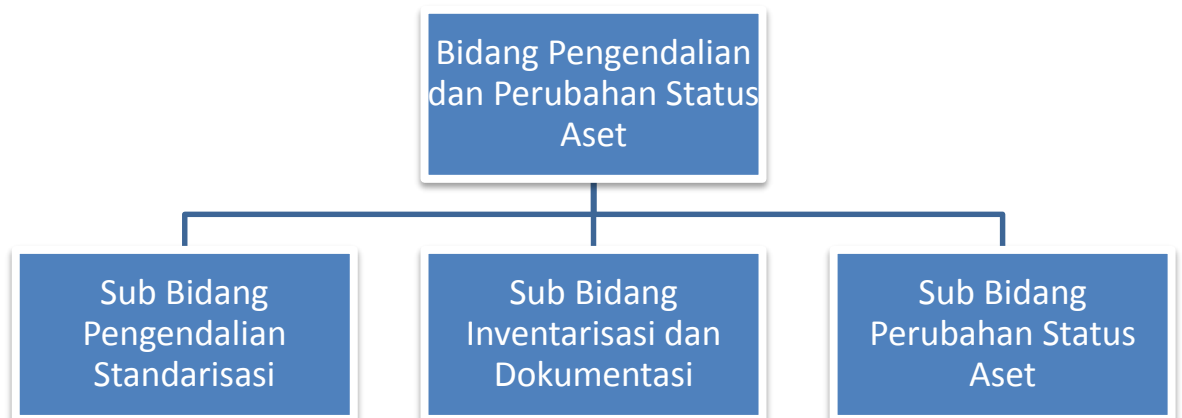 Bidang Pengendalian
dan Perubahan Status
Aset
Sub Bidang
Pengendalian
Standarisasi
Sub Bidang
Inventarisasi dan
Dokumentasi
Sub Bidang
Perubahan Status
Aset